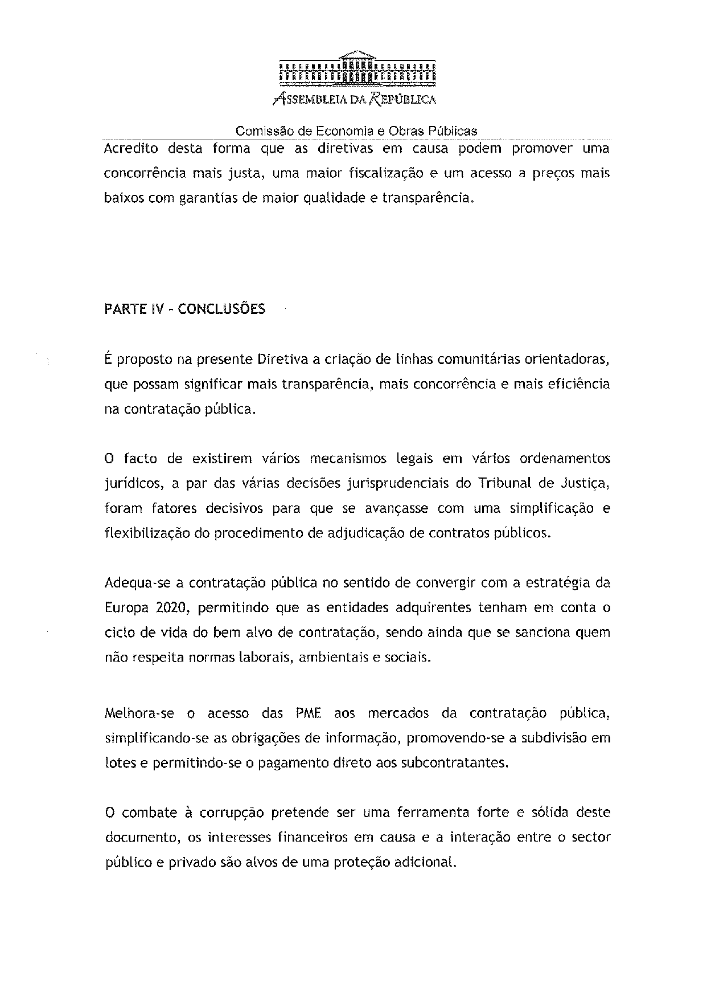 ASSEMBLEIA DA REPÚBLICA
Comissão de Economia e Obras Públicas
Acredito desta forma que as diretivas em causa podem promover uma
concorrência mais justa, uma maior fiscalização e um acesso a preços mais
baixos com garantias de maior qualidade e transparência.
PARTE IV - CONCLUSÕES
É proposto na presente Diretiva a criação de linhas comunitárias orientadoras,
que possam significar mais transparência, mais concorrência e mais eficiência
na contratação pública.
O facto de existirem vários mecanismos legais em vários ordenamentos
jurídicos, a par das várias decisões jurisprudenciais do Tribunal de Justiça,
foram fatores decisivos para que se avançasse com uma simplificação e
flexibilização do procedimento de adjudicação de contratos públicos.
Adequa-se a contratação pública no sentido de convergir com a estratégia da
Europa 2020, permitindo que as entidades adquirentes tenham em conta o
ciclo de vida do bem alvo de contratação, sendo ainda que se sanciona quem
não respeita normas laborais, ambientais e sociais.
Melhora-se o acesso das PME aos mercados da contratação pública,
simplificando-se as obrigações de informação, promovendo-se a subdivisão em
lotes e permitindo-se o pagamento direto aos subcontratantes.
O combate à corrupção pretende ser uma ferramenta forte e sólida deste
documento, os interesses financeiros em causa e a interação entre o sector
público e privado são alvos de uma proteção adicional.